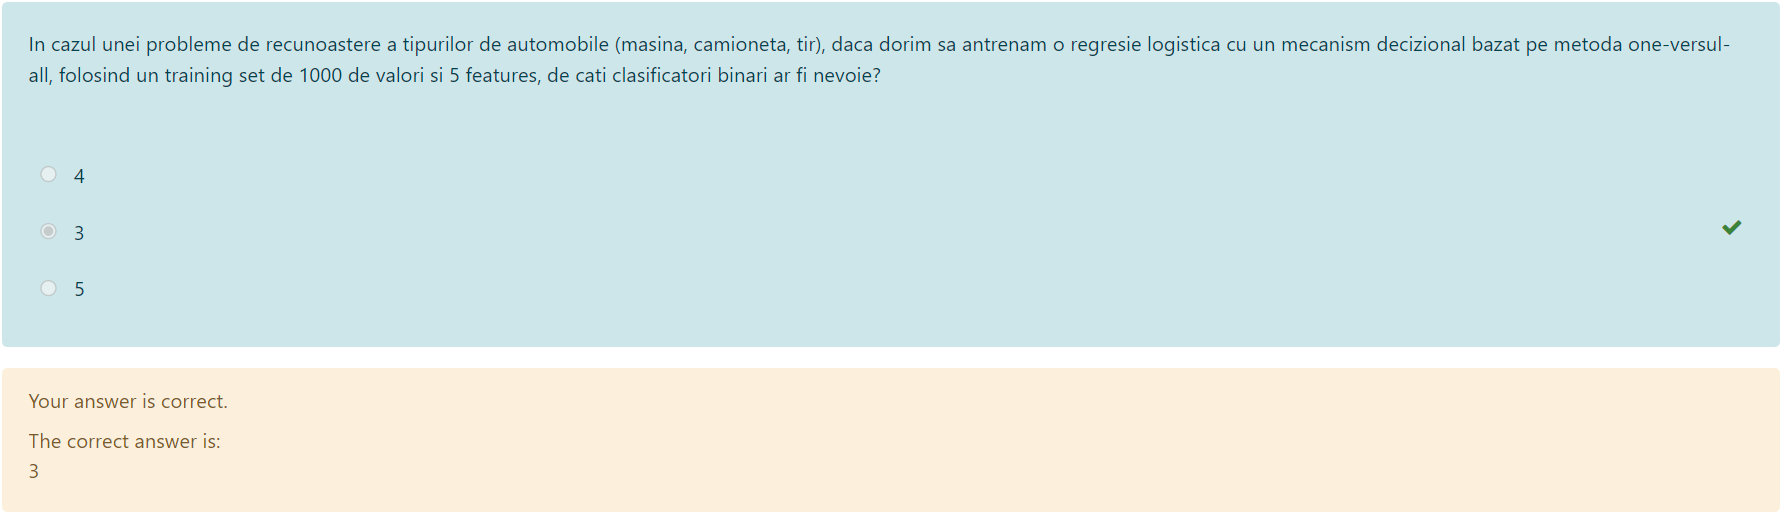 In cazul unei probleme de recunoastere a tipurilor de automobile (masina, camioneta, tir), daca dorim sa antrenam o regresie logistica cu un mecanism decizional bazat pe metoda one-versul-
all, folosind un training set de 1000 de valori si 5 features, de cati clasificatori binari ar fi nevoie?
4
3
5
Your answer is correct.
The correct answer is:
3